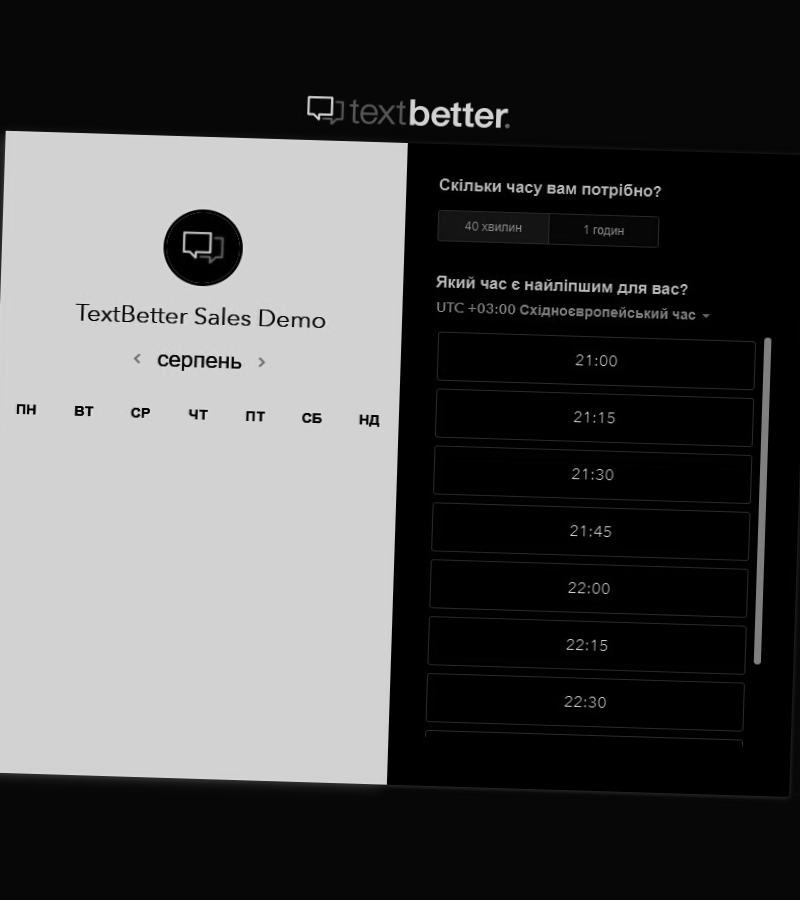 textbetter.
TextBetter Sales Demo
серпень
ПН ВТ СР ЧТ ПТ СБ НД
Скільки часу вам потрібно?
40 хвилин 1 годин
Який час є найліпшим для вас?
UTC +03:00 Східноєвропейський час
21:00
21:15
21:30
21:45
22:00
22:15
22:30